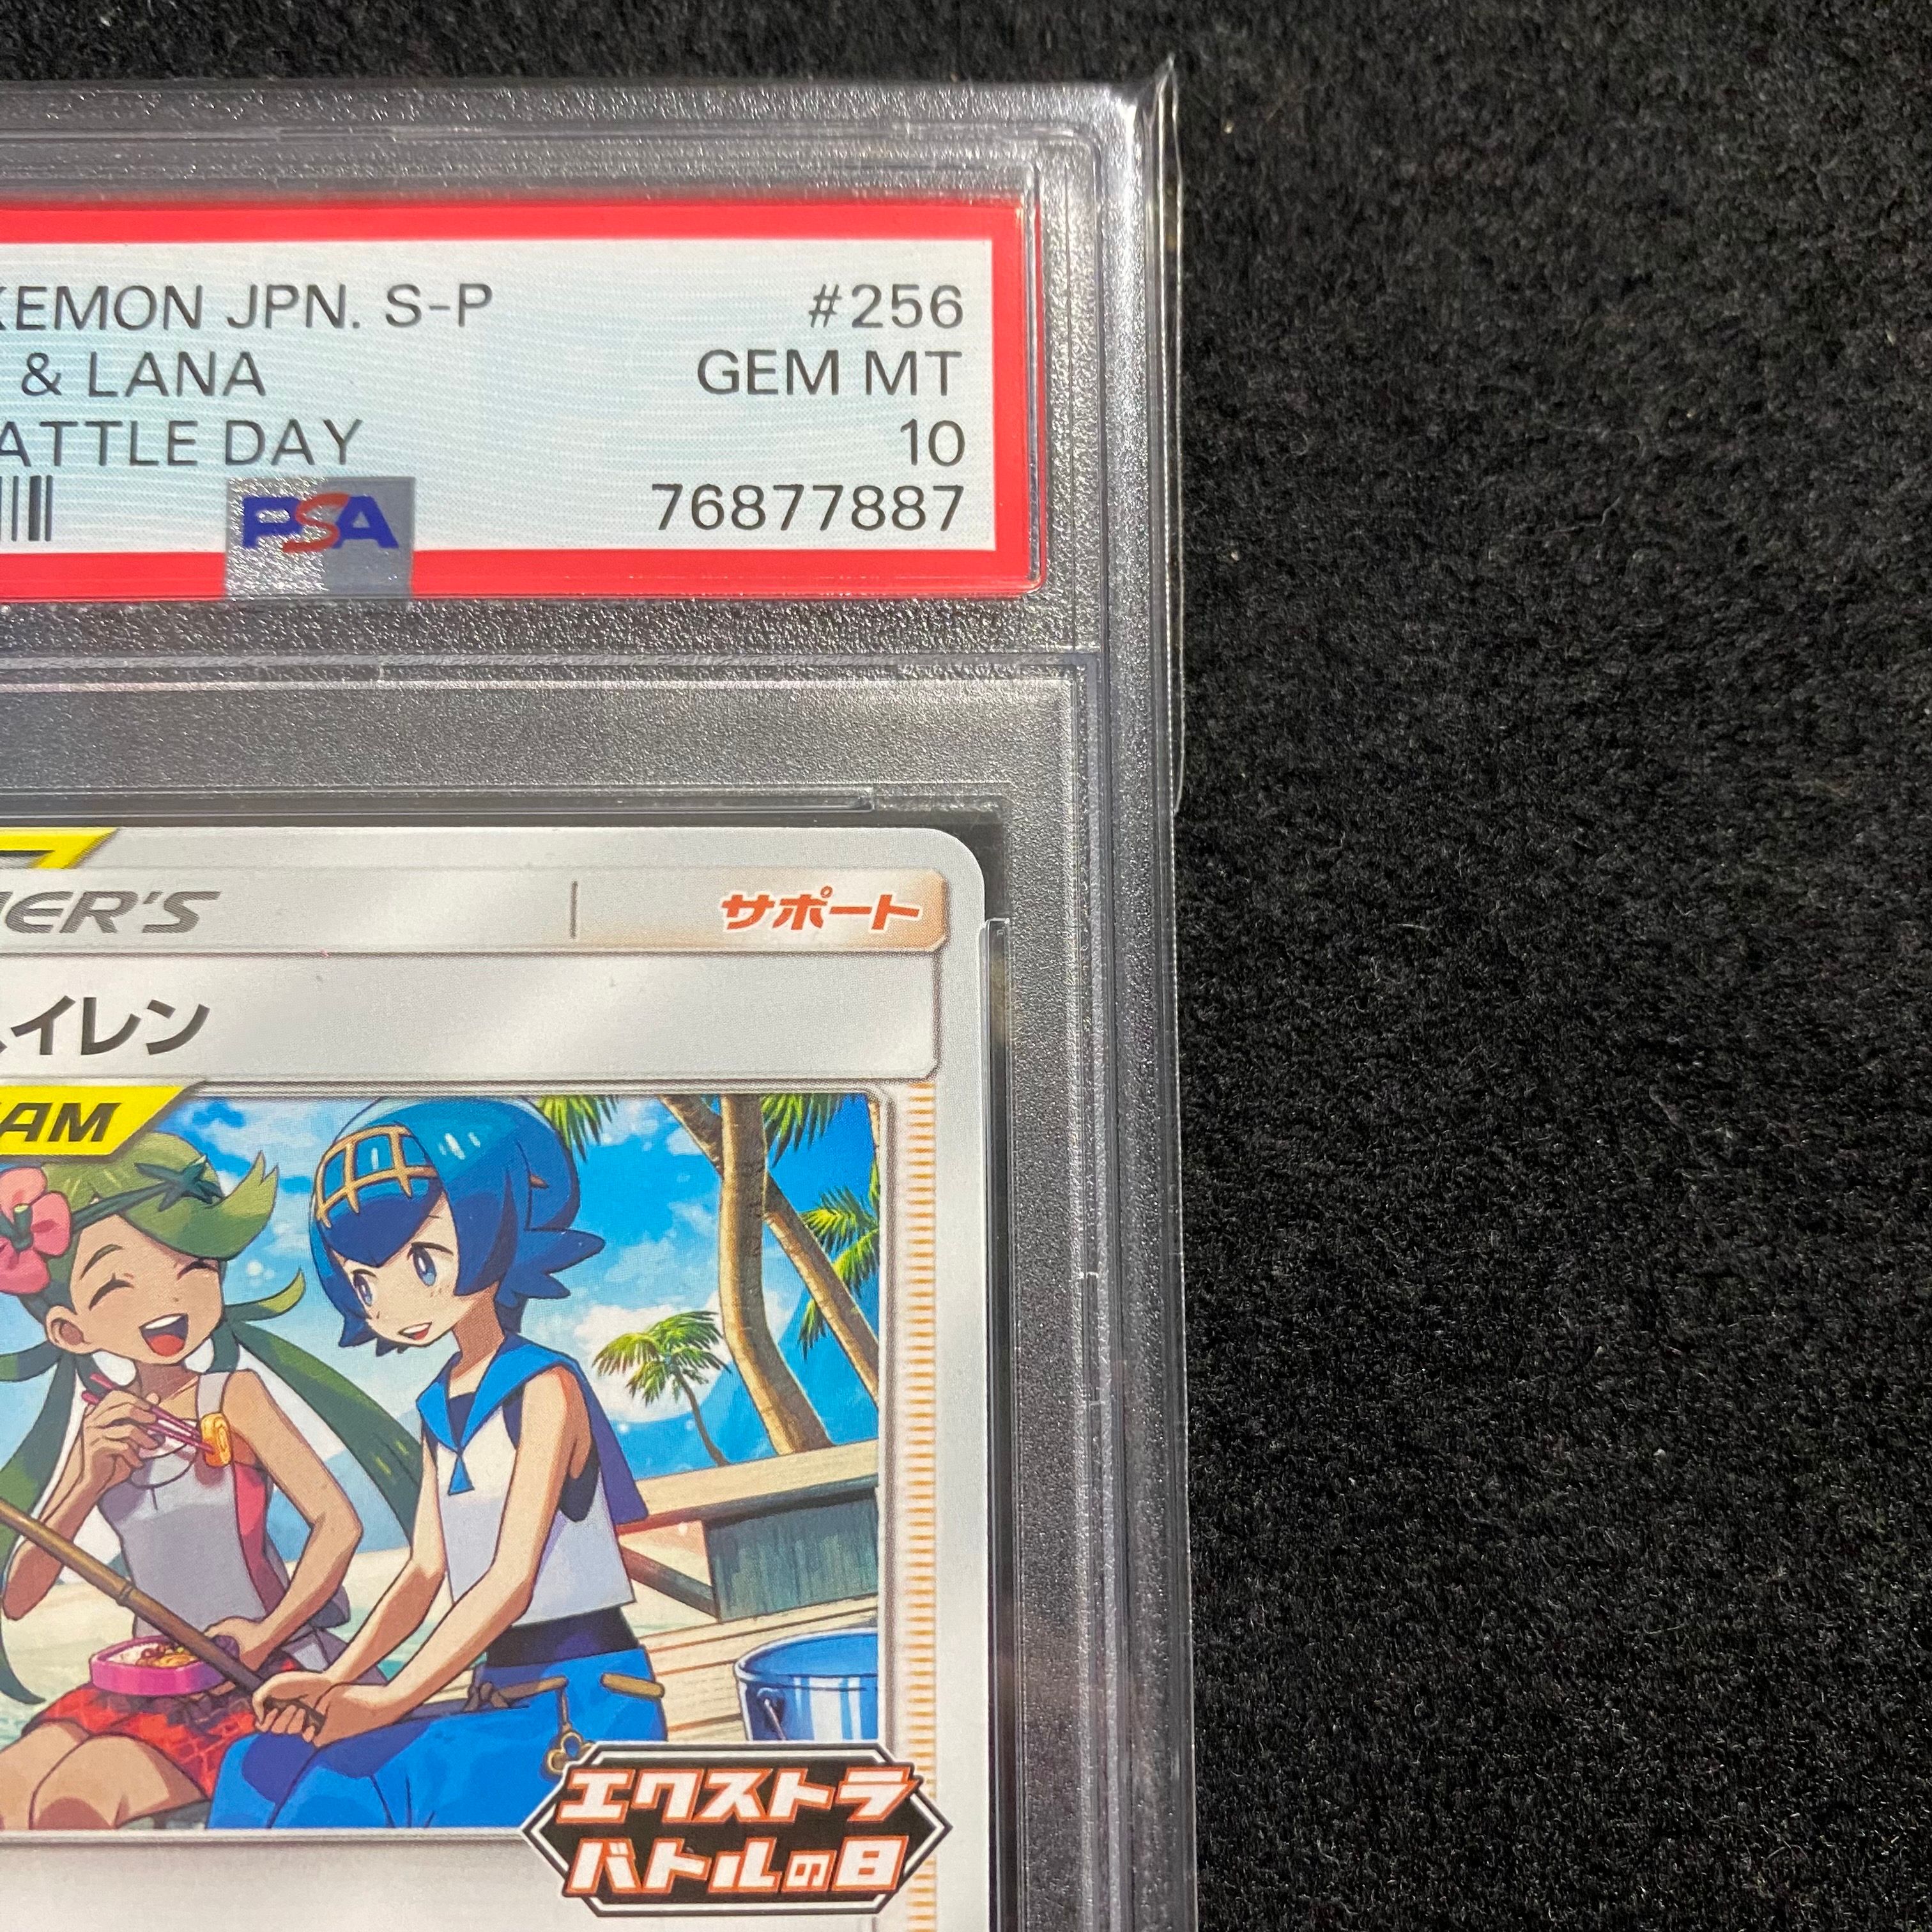 KEMON JPN. S-P #256
& LANA GEM MT
ATTLE DAY 10
PSA 76877887
ER'S サポート
イレン
AM
エクストラ
バトルの日